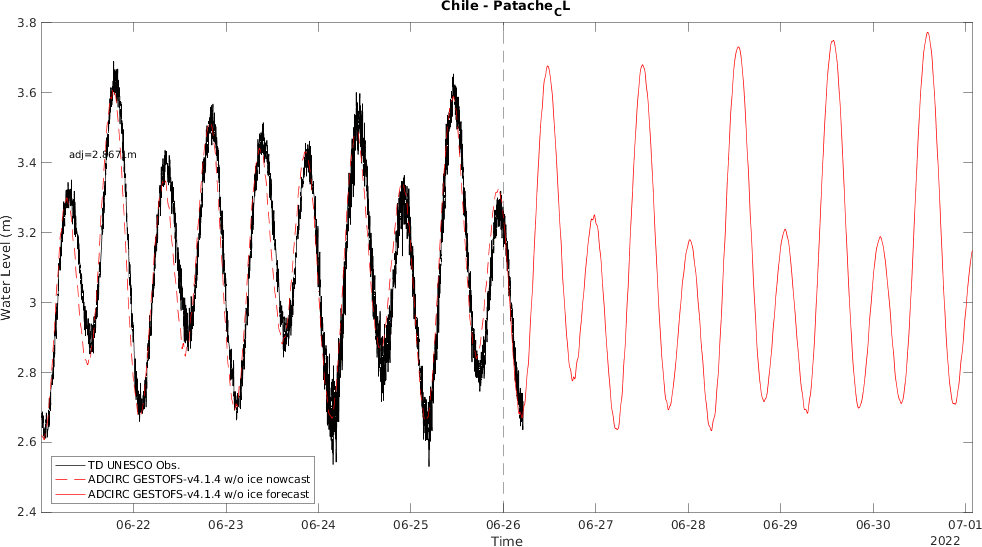 Chile - Patache_CL
3.8
3.6
3.4
3.2
3
2.8
2.6
2.4
Water Level (m)
adj=2.8671m
TD UNESCO Obs.
ADCIRC GESTOFS-v4.1.4 w/o ice nowcast
ADCIRC GESTOFS-v4.1.4 w/o ice forecast
06-22 06-23 06-24 06-25 06-26 06-27 06-28 06-29 06-30 07-01
Time
2022